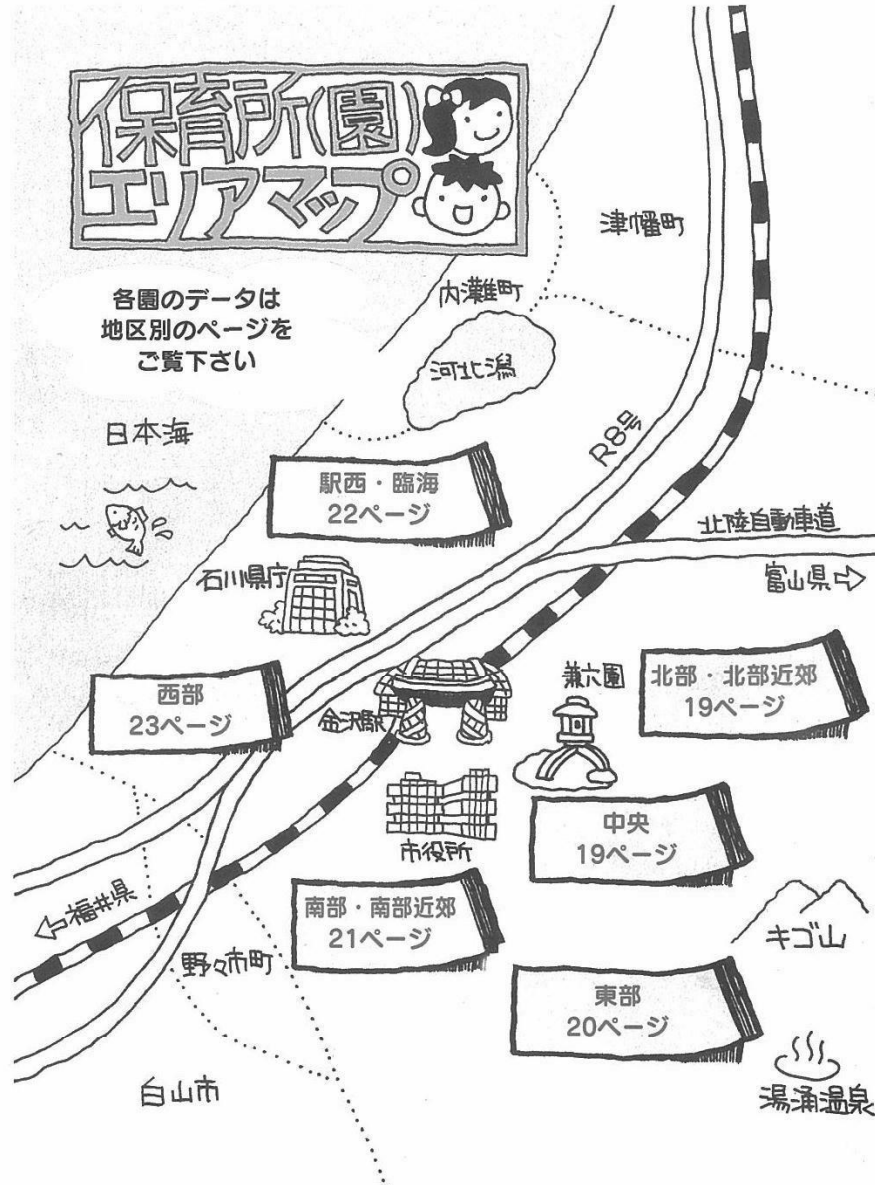 保育所(園)
エリアマップ
各園のデータは
地区別のページを
ご覧下さい
津幡町
内灘町
河北潟
日本海
R8号
駅西・臨海
22ページ
北陸自動車道
富山県
石川県庁
西部
23ページ
金沢駅
兼六園
北部・北部近郊
19ページ
中央
19ページ
市役所
南部・南部近郊
21ページ
福井県
野々市町
キゴ山
東部
20ページ
白山市
湯涌温泉